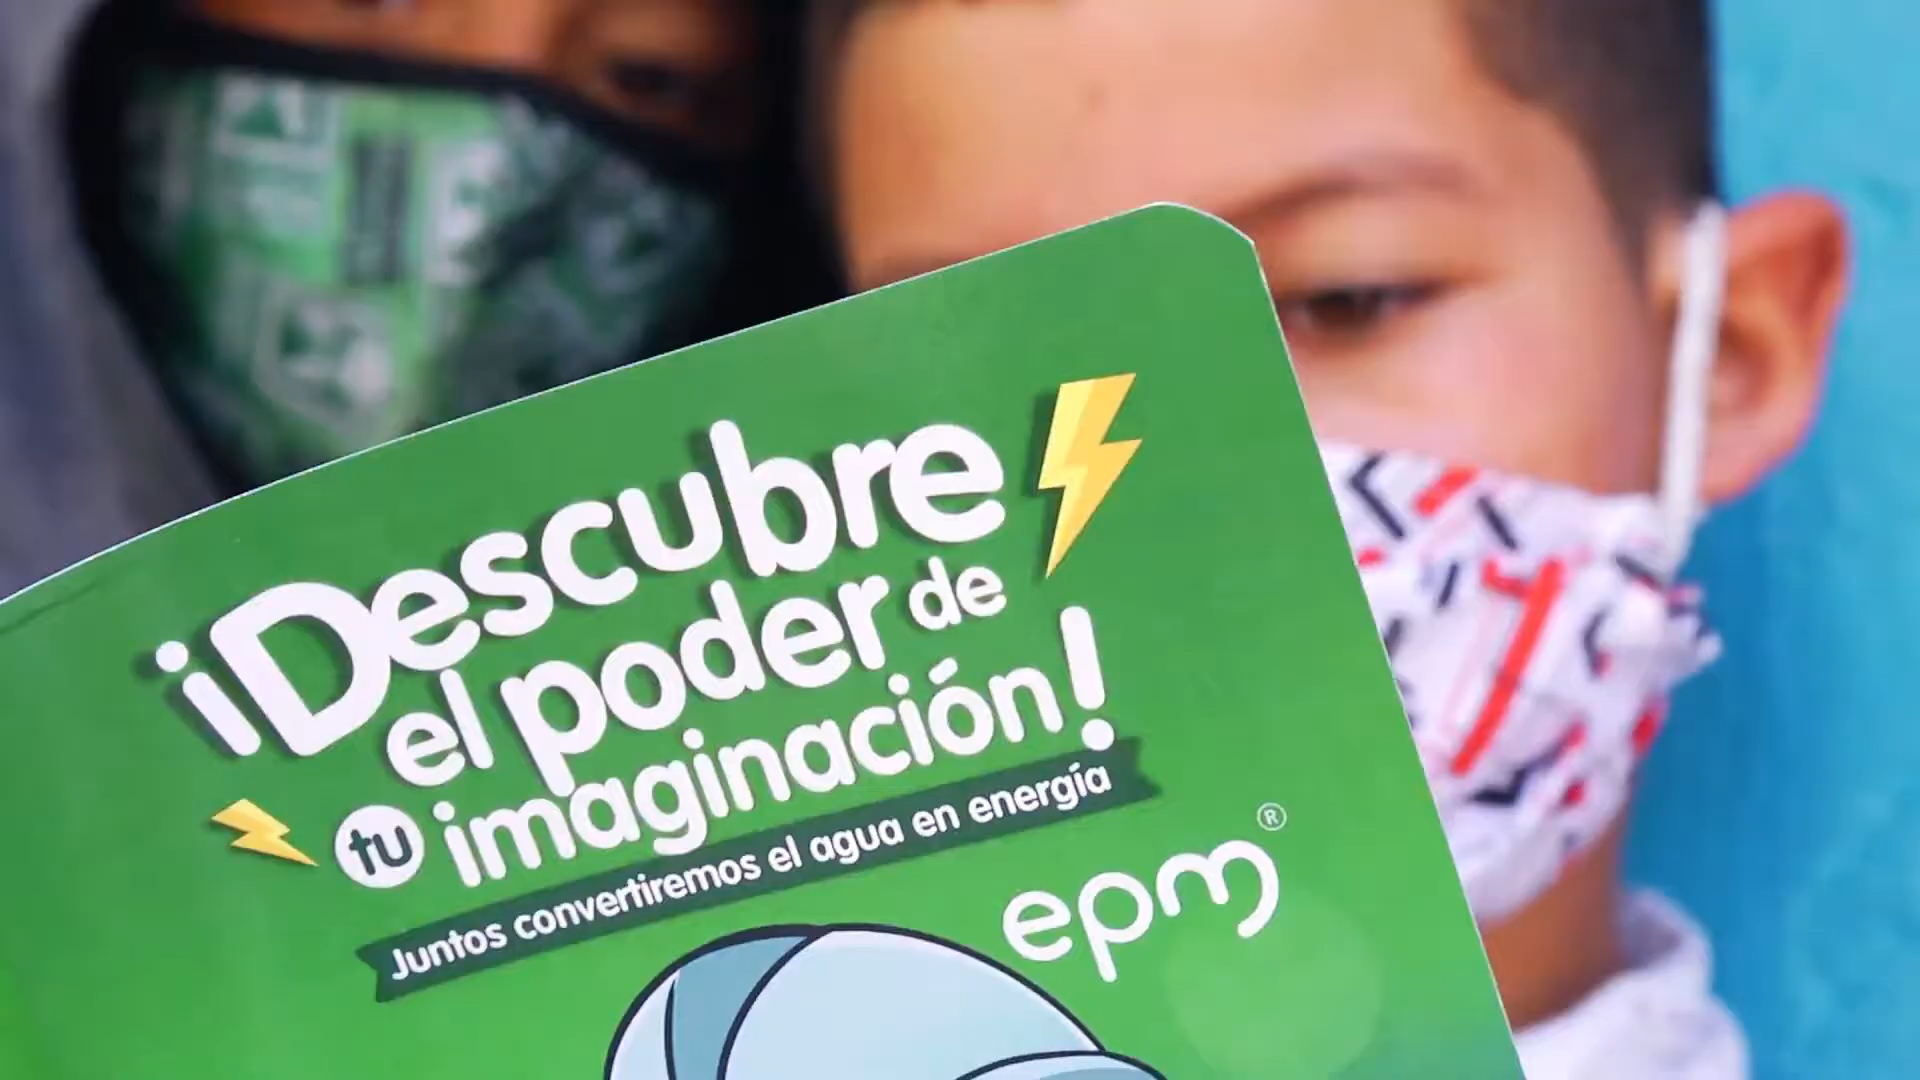 ¡Descubre
el poder de
tu imaginación!
Juntos convertiremos el agua en energía
epm®